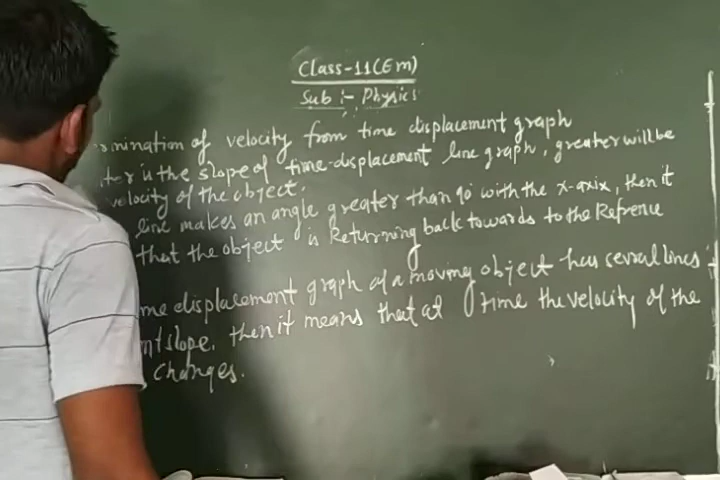 Class-11(Em)
Sub :- Physics
rmination of velocity from time displacement graph
ter is the slope of time-displacement line graph, greater will be
velocity of the object.
line makes an angle greater than 90 with the x-axix, then it
that the object is Returning back towards to the Refrence
me displacement graph of a moving object has sevral lines
nt slope, then it means that at time the velocity of the
changes.